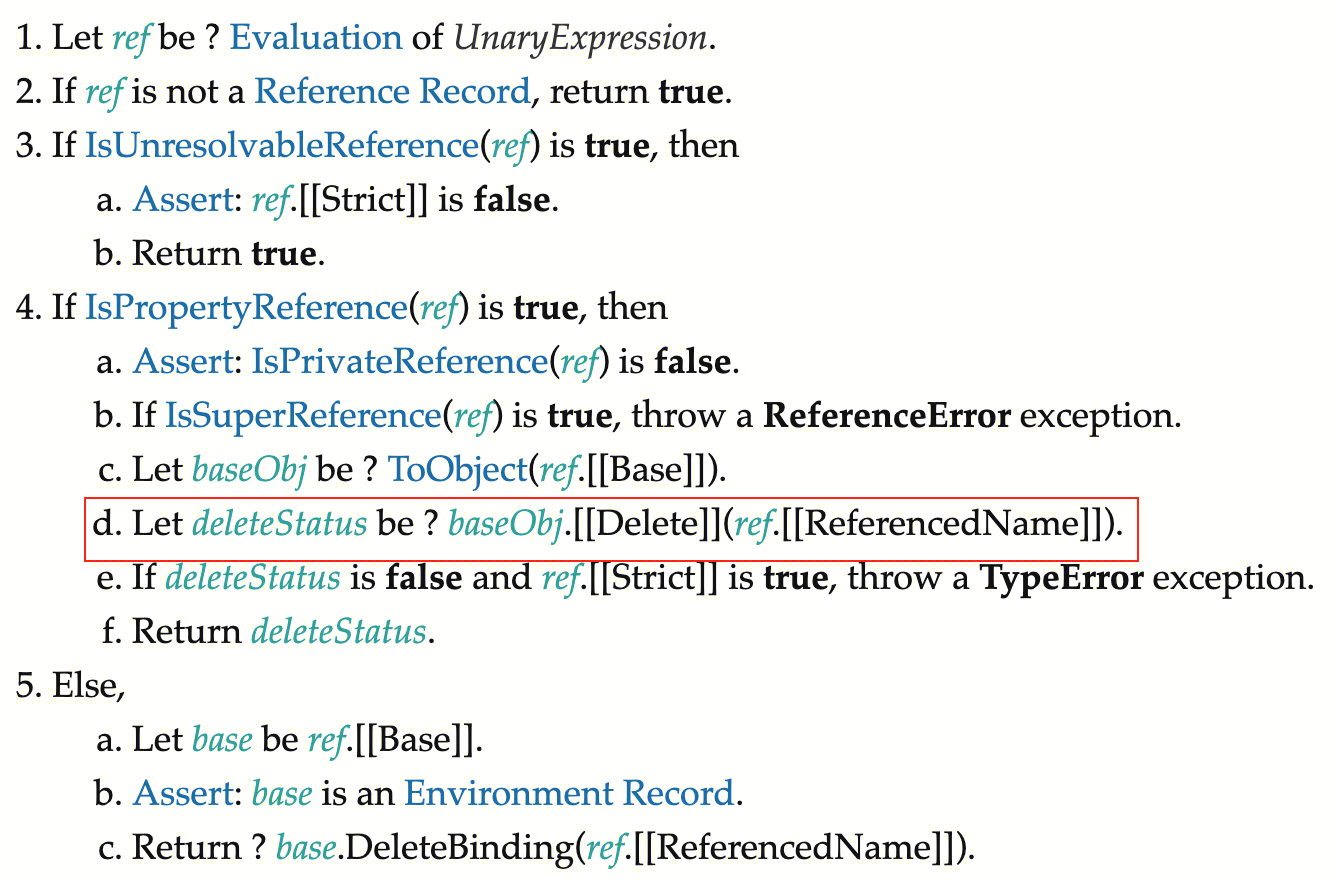 1. Let ref be ? Evaluation of UnaryExpression.
2. If ref is not a Reference Record, return true.
3. If IsUnresolvableReference(ref) is true, then
a. Assert: ref.[[Strict]] is false.
b. Return true.
4. If IsPropertyReference(ref) is true, then
a. Assert: IsPrivateReference(ref) is false.
b. If IsSuperReference(ref) is true, throw a ReferenceError exception.
c. Let baseObj be ? ToObject(ref.[[Base]]).
d. Let deleteStatus be ? baseObj.[[Delete]](ref.[[ReferencedName]]).
e. If deleteStatus is false and ref.[[Strict]] is true, throw a TypeError exception.
f. Return deleteStatus.
5. Else,
a. Let base be ref.[[Base]].
b. Assert: base is an Environment Record.
c. Return ? base.DeleteBinding(ref.[[ReferencedName]]).